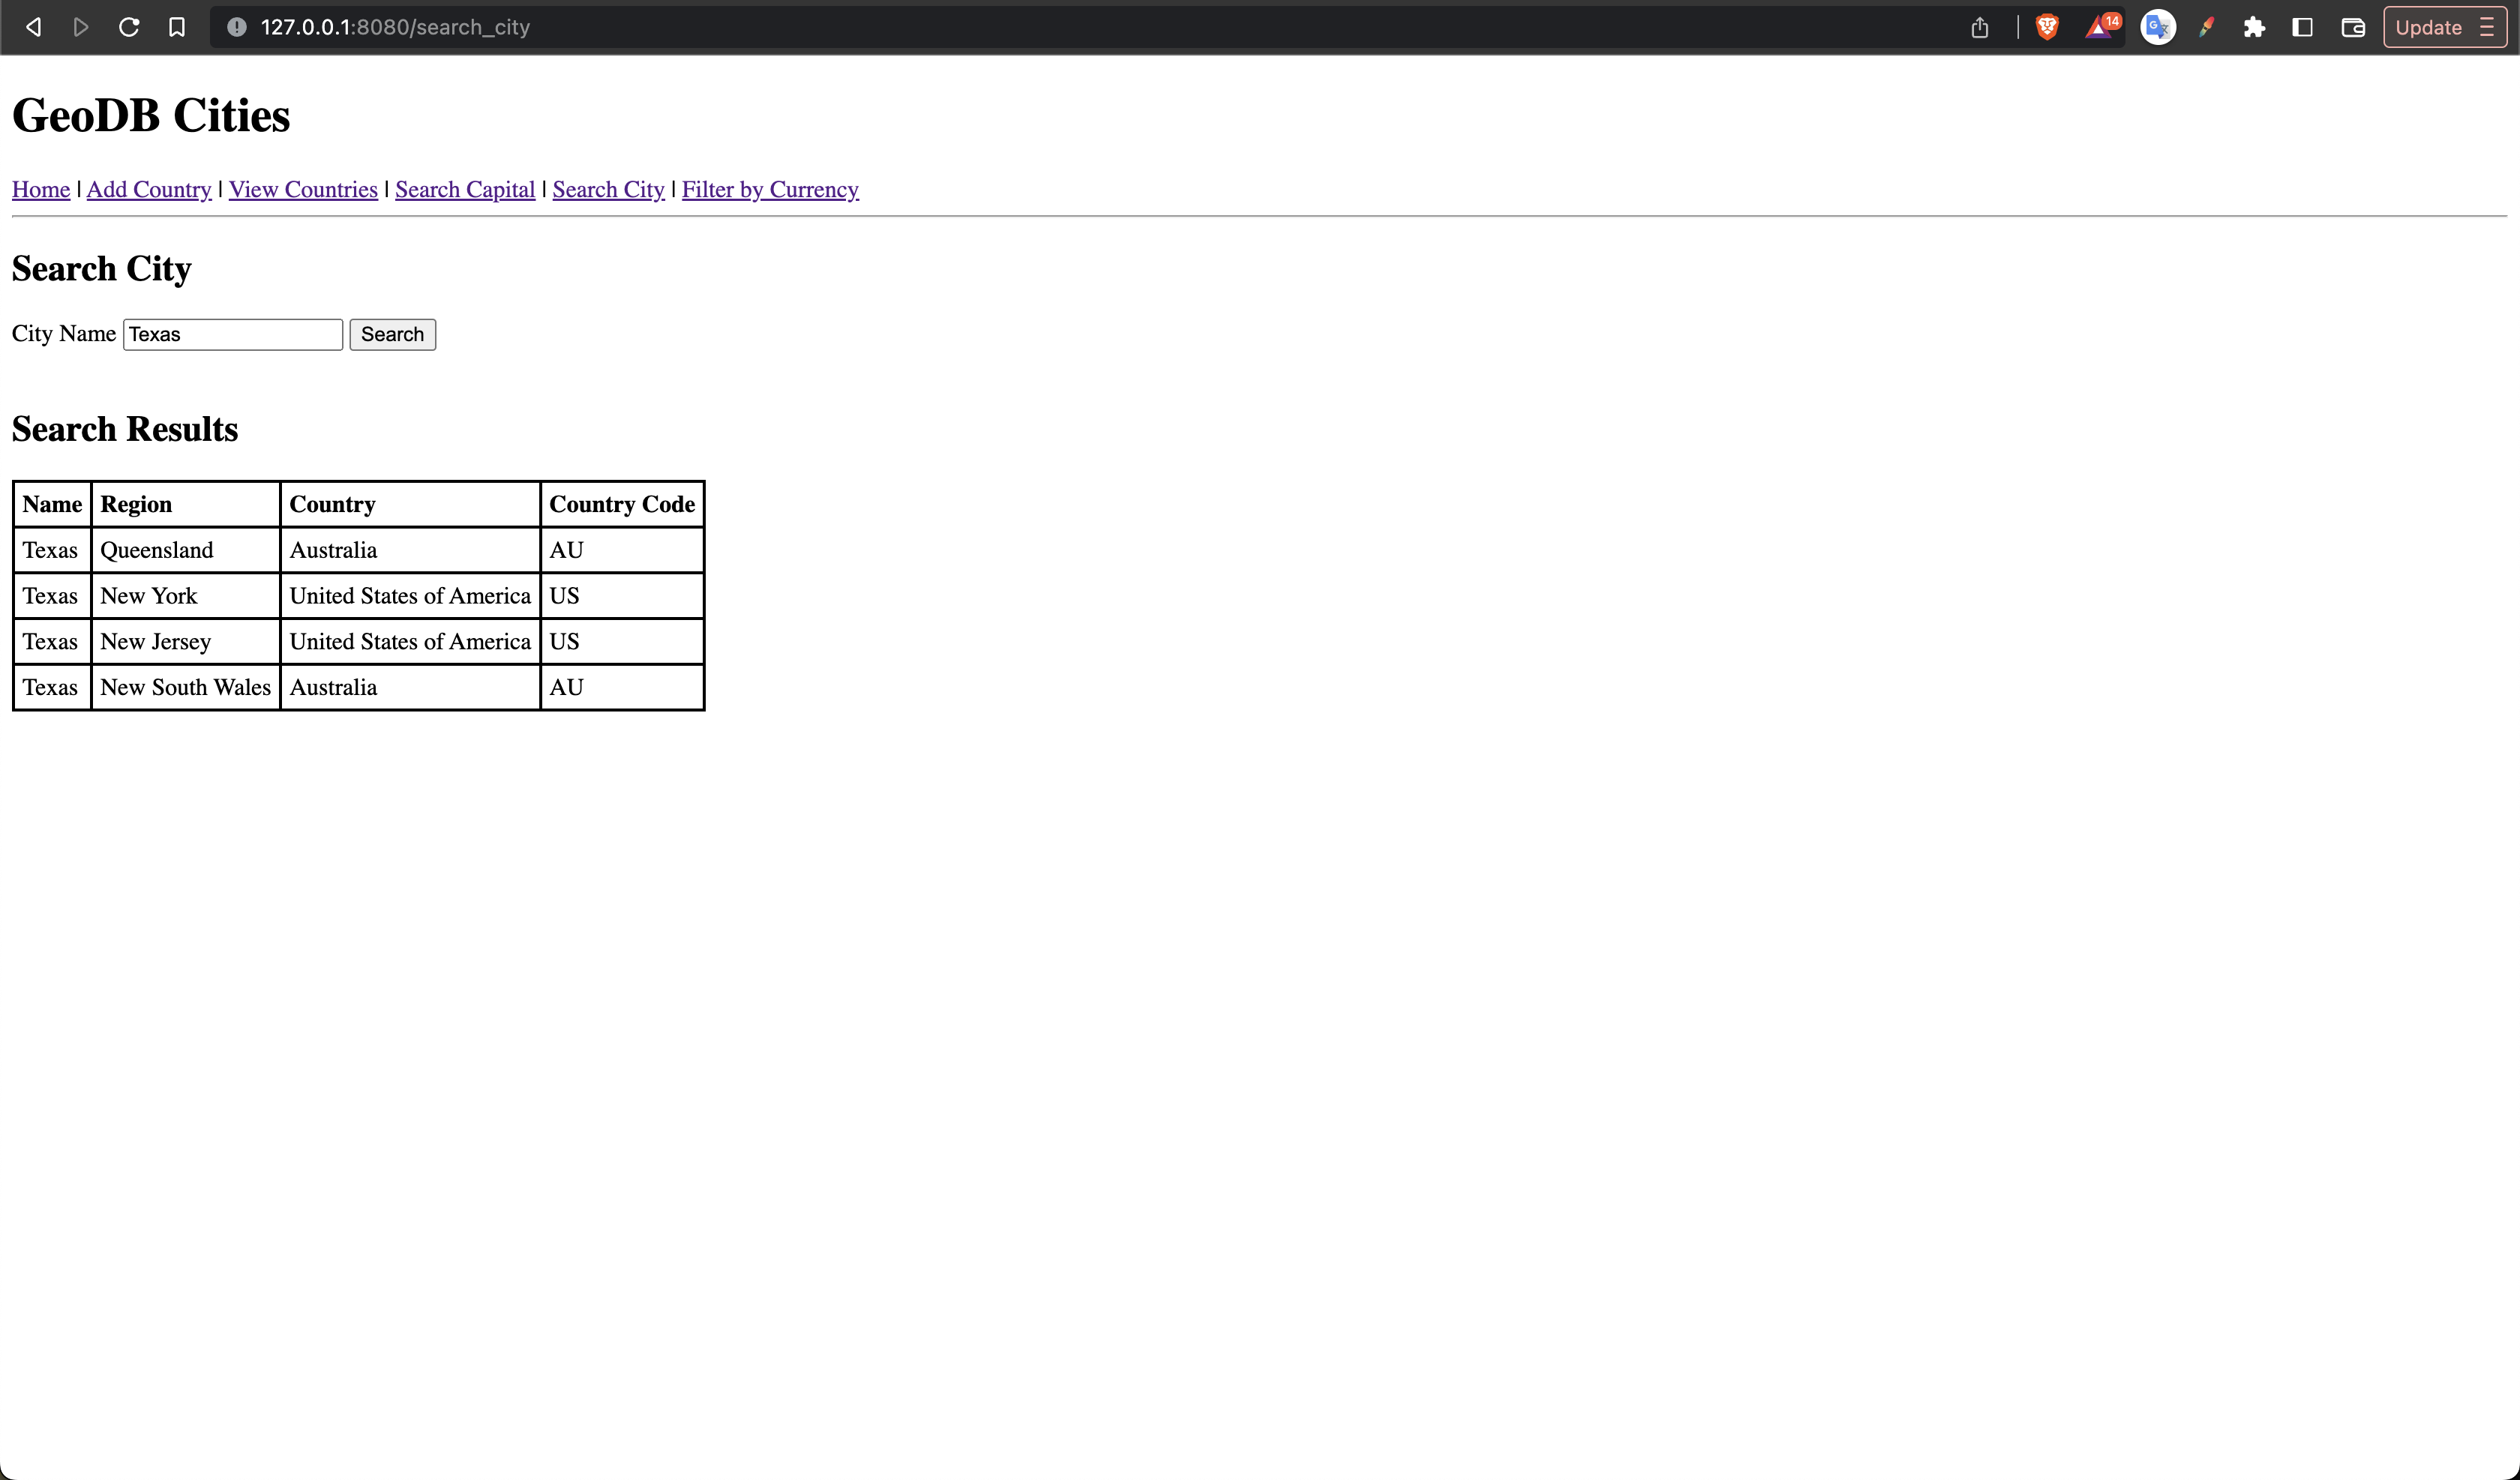 127.0.0.1:8080/search_city
14
Update
GeoDB Cities
Home | Add Country | View Countries | Search Capital | Search City | Filter by Currency
Search City
City Name Texas Search
Search Results
Name Region Country Country Code
Texas Queensland Australia AU
Texas New York United States of America US
Texas New Jersey United States of America US
Texas New South Wales Australia AU